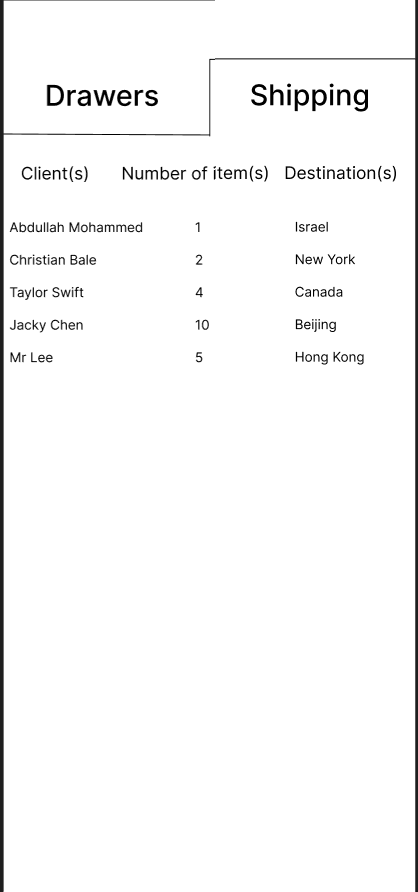 Drawers Shipping
Client(s) Number of item(s) Destination(s)
Abdullah Mohammed 1 Israel
Christian Bale 2 New York
Taylor Swift 4 Canada
Jacky Chen 10 Beijing
Mr Lee 5 Hong Kong